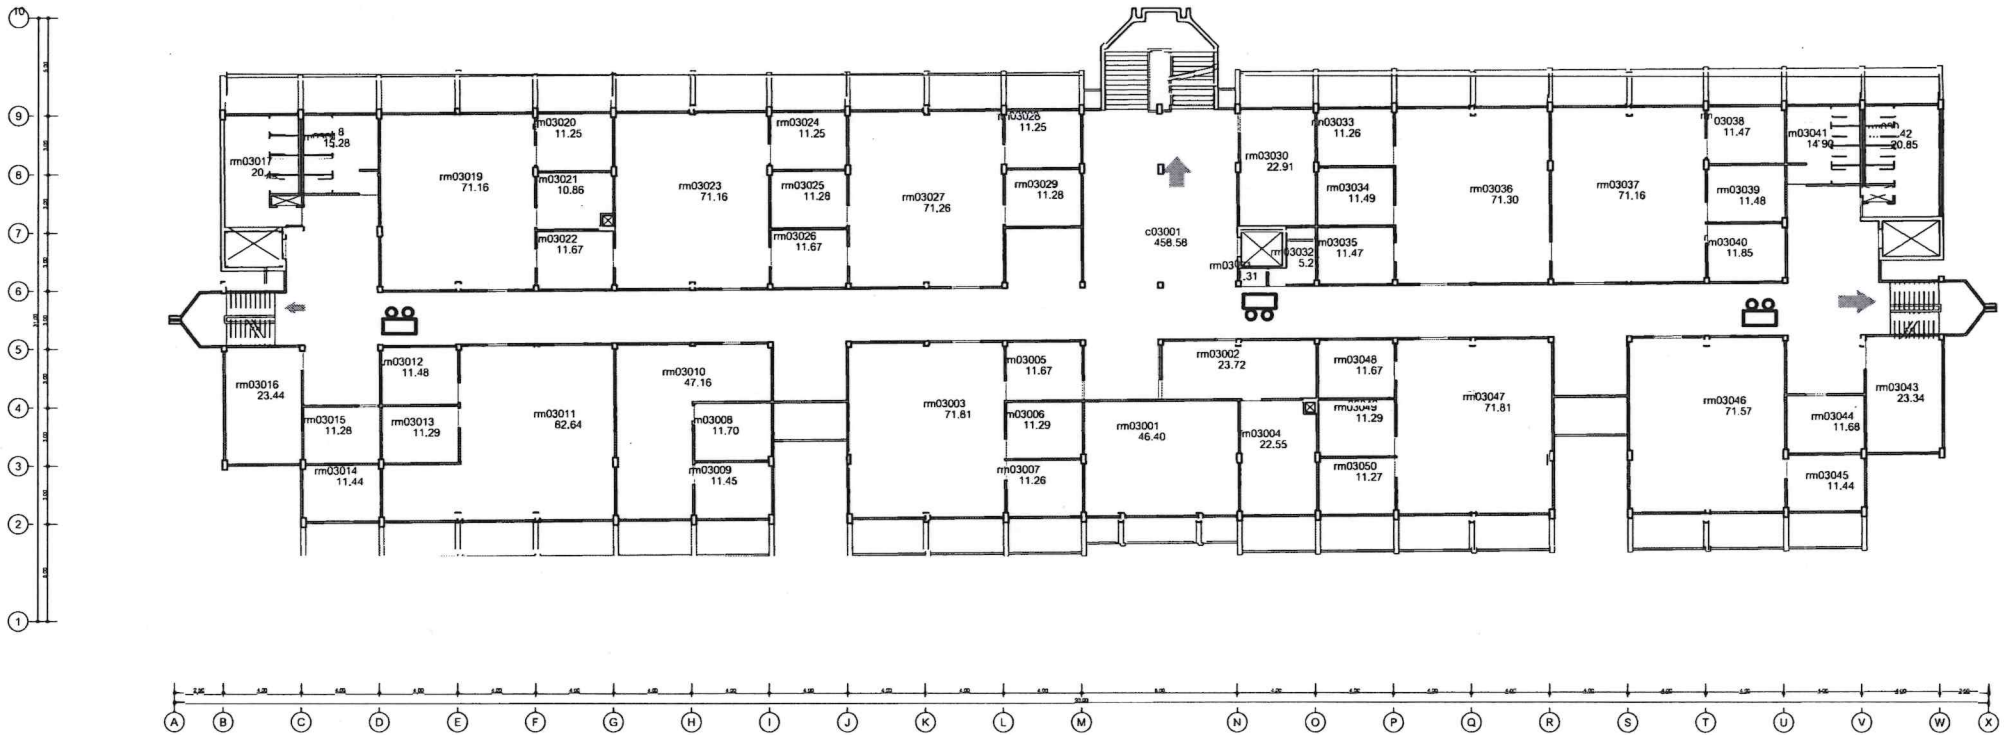 10
9
rm03020
11.25
rm03024
11.25
rm03028
11.25
rm03033
11.26
03038
11.47
8
15.28
rm03041
14.90
42
20.85
rm03017
20.
rm03030
22.91
8
rm03019
71.16
rm03021
10.86
rm03023
71.16
rm03025
11.28
rm03027
71.26
rm03029
11.28
rm03034
11.49
rm03036
71.30
rm03037
71.16
rm03039
11.48
7
rm03022
11.67
rm03026
11.67
c03001
458.58
rm03032
5.2
.31
rm03035
11.47
rm03040
11.85
6
5
rm03012
11.48
rm03010
47.16
rm03005
11.67
rm03002
23.72
rm03048
11.67
rm03016
23.44
rm03043
23.34
4
rm03015
11.28
rm03013
11.29
rm03011
82.64
rm03008
11.70
rm03003
71.81
rm03006
11.29
rm03001
46.40
rm03004
22.55
rm03049
11.29
rm03047
71.81
rm03046
71.57
rm03044
11.68
3
rm03014
11.44
rm03009
11.45
rm03007
11.26
rm03050
11.27
rm03045
11.44
2
1
A B C D E F G H I J K L M N O P Q R S T U V W X